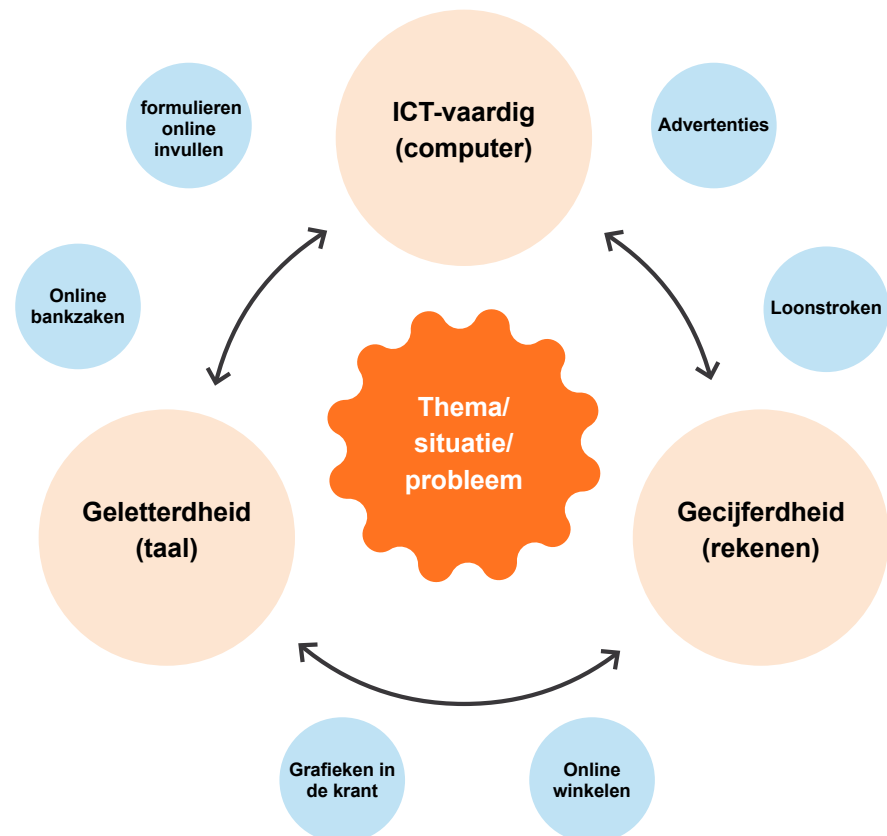 ICT-vaardig
(computer)
formulieren
online
invullen
Advertenties
Online
bankzaken
Loonstroken
Thema/
situatie/
probleem
Geletterdheid
(taal)
Gecijferdheid
(rekenen)
Grafieken in
de krant
Online
winkelen